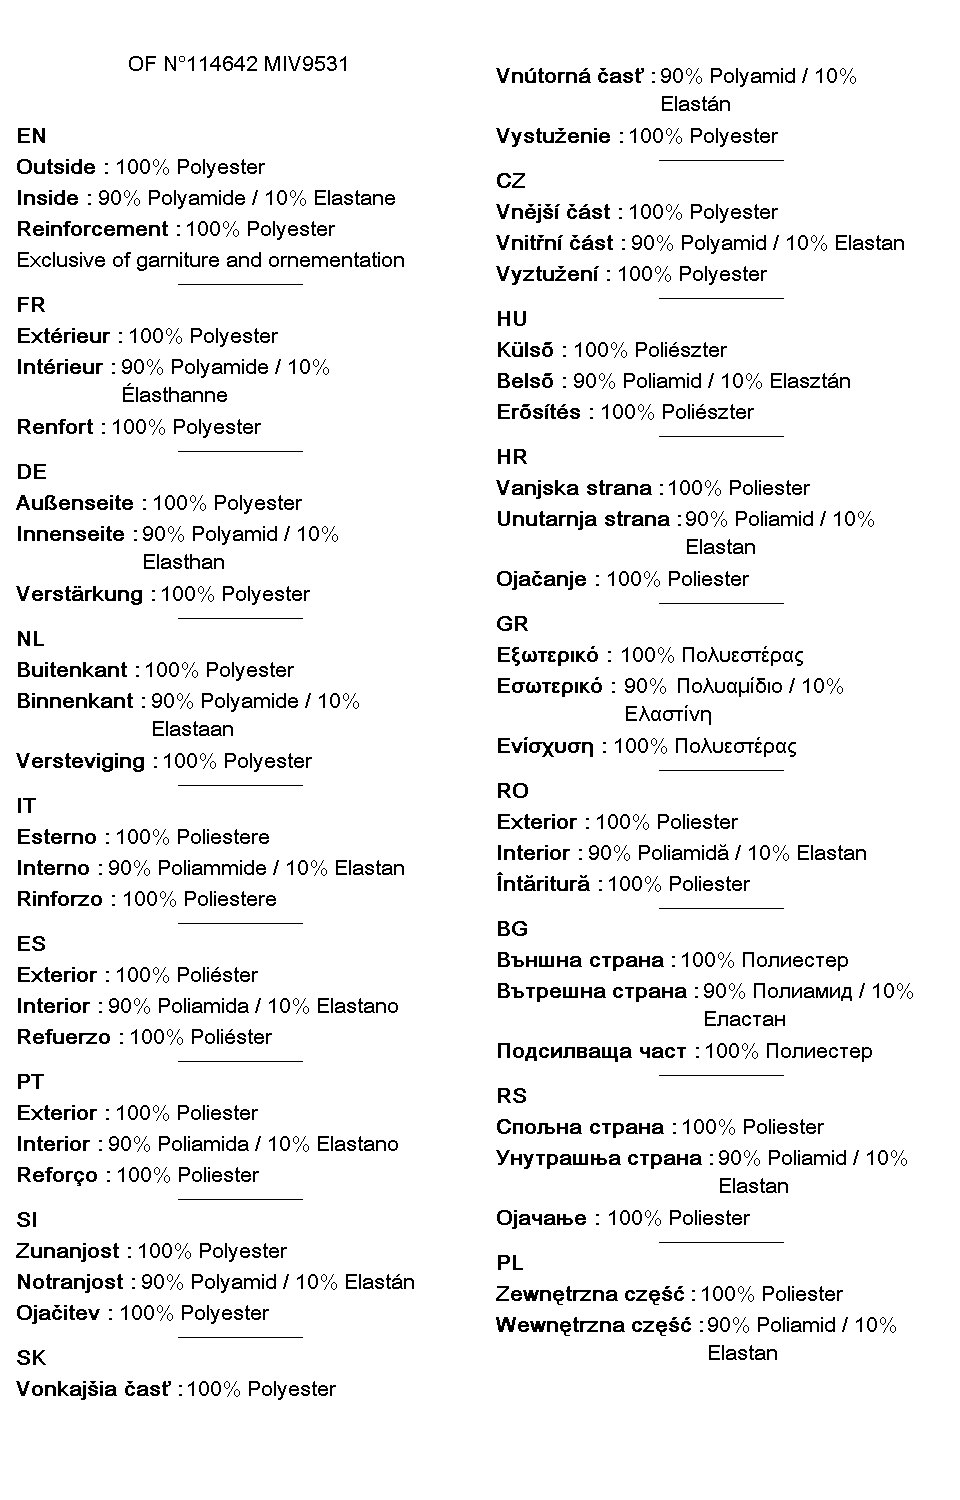 OF N°114642 MIV9531
EN
Outside : 100% Polyester
Inside : 90% Polyamide / 10% Elastane
Reinforcement : 100% Polyester
Exclusive of garniture and ornementation
FR
Extérieur : 100% Polyester
Intérieur : 90% Polyamide / 10%
Élasthanne
Renfort : 100% Polyester
DE
Außenseite : 100% Polyester
Innenseite : 90% Polyamid / 10%
Elasthan
Verstärkung : 100% Polyester
NL
Buitenkant : 100% Polyester
Binnenkant : 90% Polyamide / 10%
Elastaan
Versteviging : 100% Polyester
IT
Esterno : 100% Poliestere
Interno : 90% Poliammide / 10% Elastan
Rinforzo : 100% Poliestere
ES
Exterior : 100% Poliéster
Interior : 90% Poliamida / 10% Elastano
Refuerzo : 100% Poliéster
PT
Exterior : 100% Poliester
Interior : 90% Poliamida / 10% Elastano
Reforço : 100% Poliester
SI
Zunanjost : 100% Polyester
Notranjost : 90% Polyamid / 10% Elastán
Ojačitev : 100% Polyester
SK
Vonkajšia časť : 100% Polyester
Vnútorná časť : 90% Polyamid / 10%
Elastán
Vystuženie : 100% Polyester
CZ
Vnější část : 100% Polyester
Vnitřní část : 90% Polyamid / 10% Elastan
Vyztužení : 100% Polyester
HU
Külső : 100% Poliészter
Belső : 90% Poliamid / 10% Elasztán
Erősítés : 100% Poliészter
HR
Vanjska strana : 100% Poliester
Unutarnja strana : 90% Poliamid / 10%
Elastan
Ojačanje : 100% Poliester
GR
Εξωτερικό : 100% Πολυεστέρας
Εσωτερικό : 90% Πολυαμίδιο / 10%
Ελαστίνη
Ενίσχυση : 100% Πολυεστέρας
RO
Exterior : 100% Poliester
Interior : 90% Poliamidă / 10% Elastan
Întăritură : 100% Poliester
BG
Външна страна : 100% Полиестер
Вътрешна страна : 90% Полиамид / 10%
Еластан
Подсилваща част : 100% Полиестер
RS
Спољна страна : 100% Poliester
Унутрашња страна : 90% Poliamid / 10%
Elastan
Ојачање : 100% Poliester
PL
Zewnętrzna część : 100% Poliester
Wewnętrzna część : 90% Poliamid / 10%
Elastan